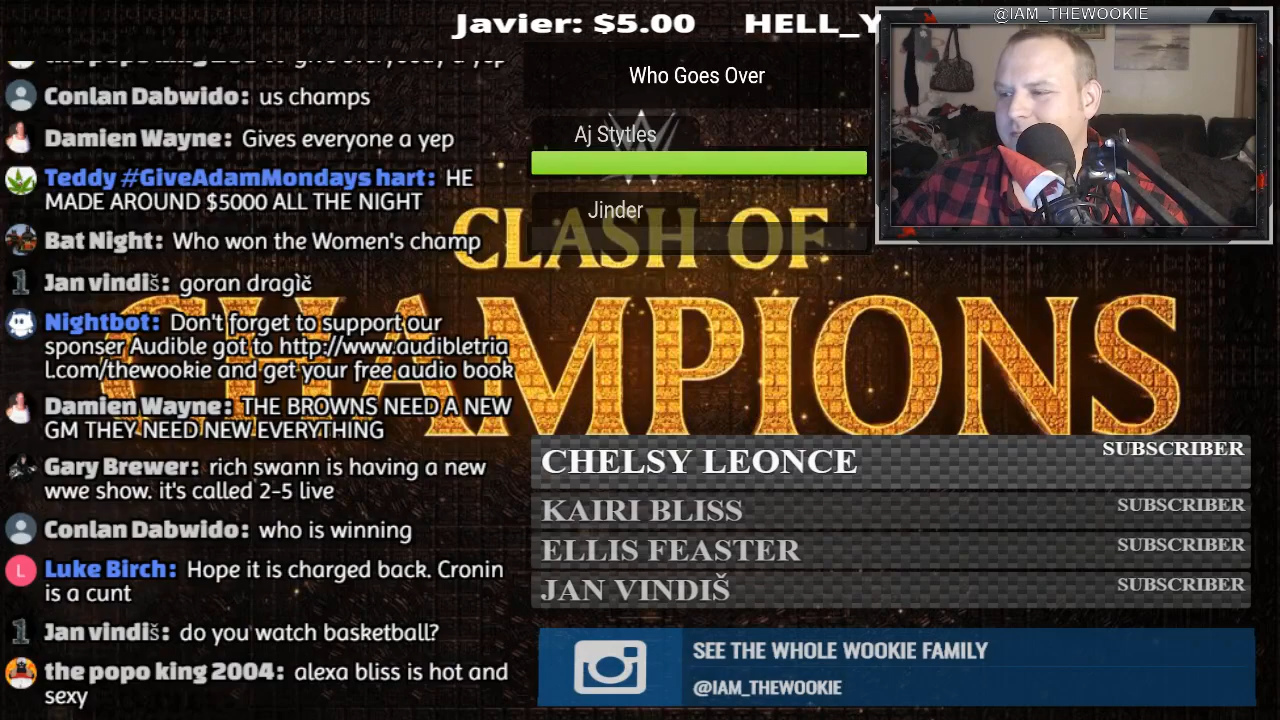 Javier: $5.00 HELL_Y
@IAM_THEWOOKIE
Conlan Dabwido: us champs
Damien Wayne: Gives everyone a yep
Teddy #GiveAdamMondays hart: HE
MADE AROUND $5000 ALL THE NIGHT
Bat Night: Who won the Women's champ
Jan vindiš: goran dragìč
Nightbot: Don't forget to support our
sponser Audible got to http://www.audibletria
l.com/thewookie and get your free audio book
Damien Wayne: THE BROWNS NEED A NEW
GM THEY NEED NEW EVERYTHING
Gary Brewer: rich swann is having a new
wwe show. it's called 2-5 live
Conlan Dabwido: who is winning
Luke Birch: Hope it is charged back. Cronin
is a cunt
Jan vindiš: do you watch basketball?
the popo king 2004: alexa bliss is hot and
sexy
Who Goes Over
Aj Stytles
Jinder
CLASH OF
CHAMPIONS
CHELSY LEONCE SUBSCRIBER
KAIRI BLISS SUBSCRIBER
ELLIS FEASTER SUBSCRIBER
JAN VINDIŠ SUBSCRIBER
SEE THE WHOLE WOOKIE FAMILY
@IAM_THEWOOKIE